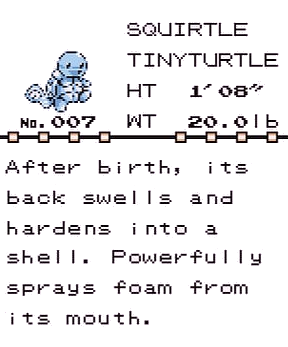 SQUIRTLE
TINYTURTLE
HT 1′08″
No.007 WT 20.0lb
After birth, its
back swells and
hardens into a
shell. Powerfully
sprays foam from
its mouth.